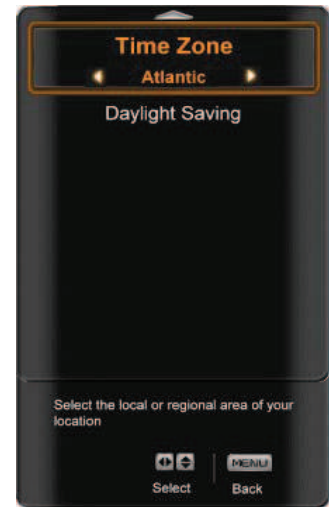 Time Zone
Atlantic
Daylight Saving
Select the local or regional area of your
location
MENU
Select
Back